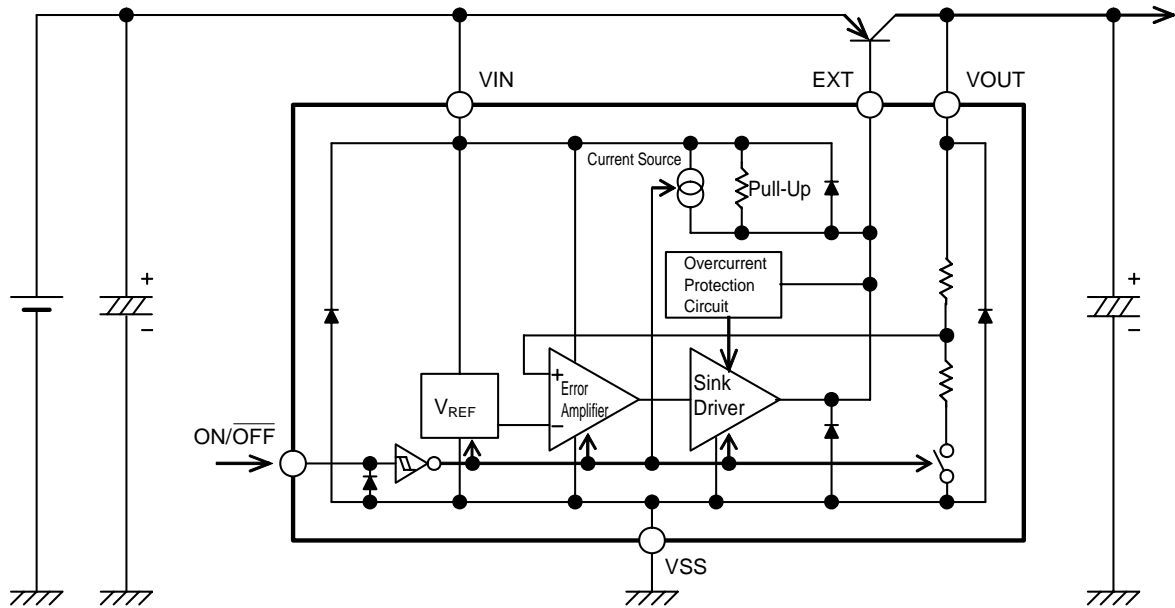 VIN
EXT
VOUT
Current Source
Pull-Up
Overcurrent
Protection
Circuit
+
−
+
−
+
Error
Amplifier
−
Sink
Driver
VREF
ON/OFF
VSS